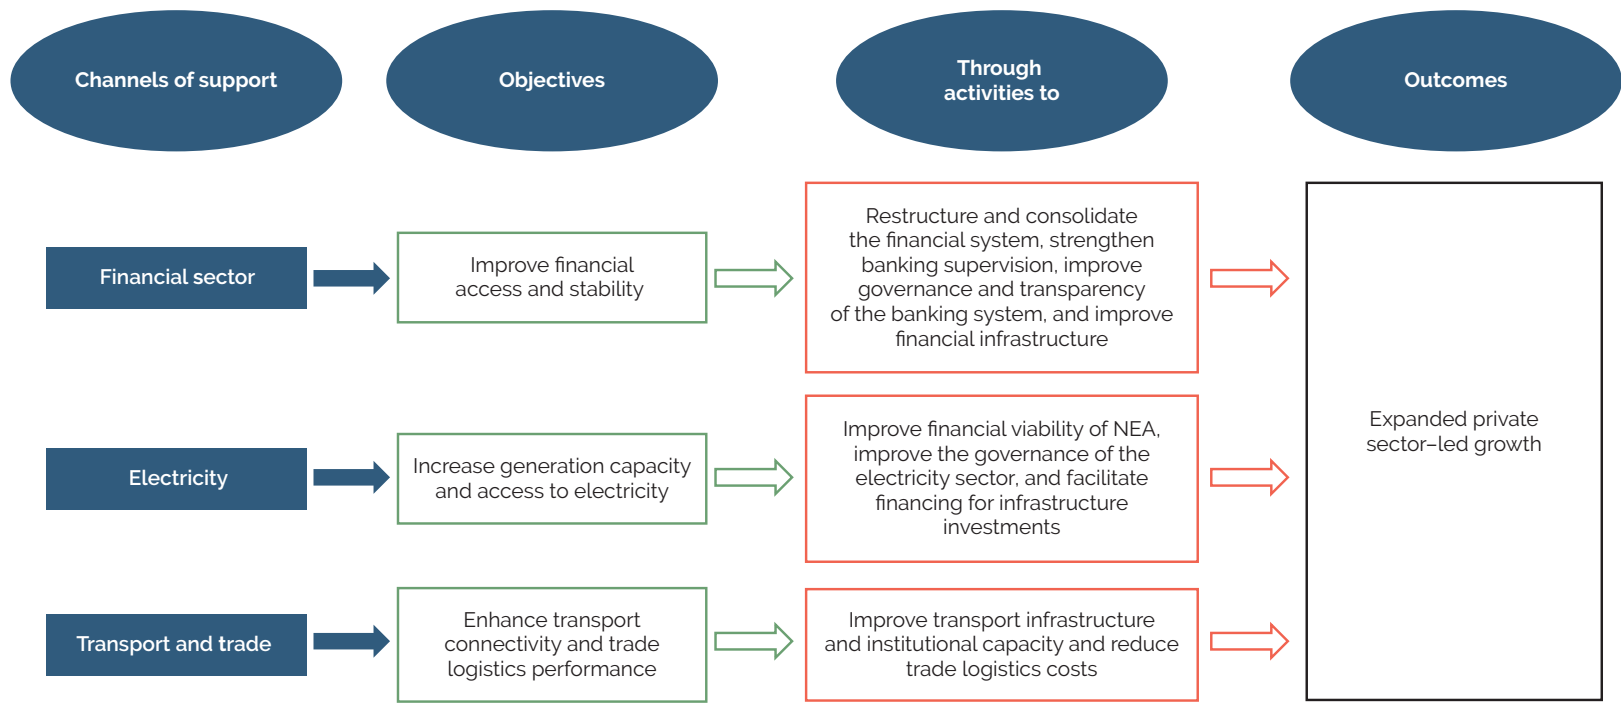 Channels of support
Objectives
Through
activities to
Outcomes
Financial sector
Improve financial
access and stability
Restructure and consolidate
the financial system, strengthen
banking supervision, improve
governance and transparency
of the banking system, and improve
financial infrastructure
Electricity
Increase generation capacity
and access to electricity
Improve financial viability of NEA,
improve the governance of the
electricity sector, and facilitate
financing for infrastructure
investments
Transport and trade
Enhance transport
connectivity and trade
logistics performance
Improve transport infrastructure
and institutional capacity and reduce
trade logistics costs
Expanded private
sector–led growth